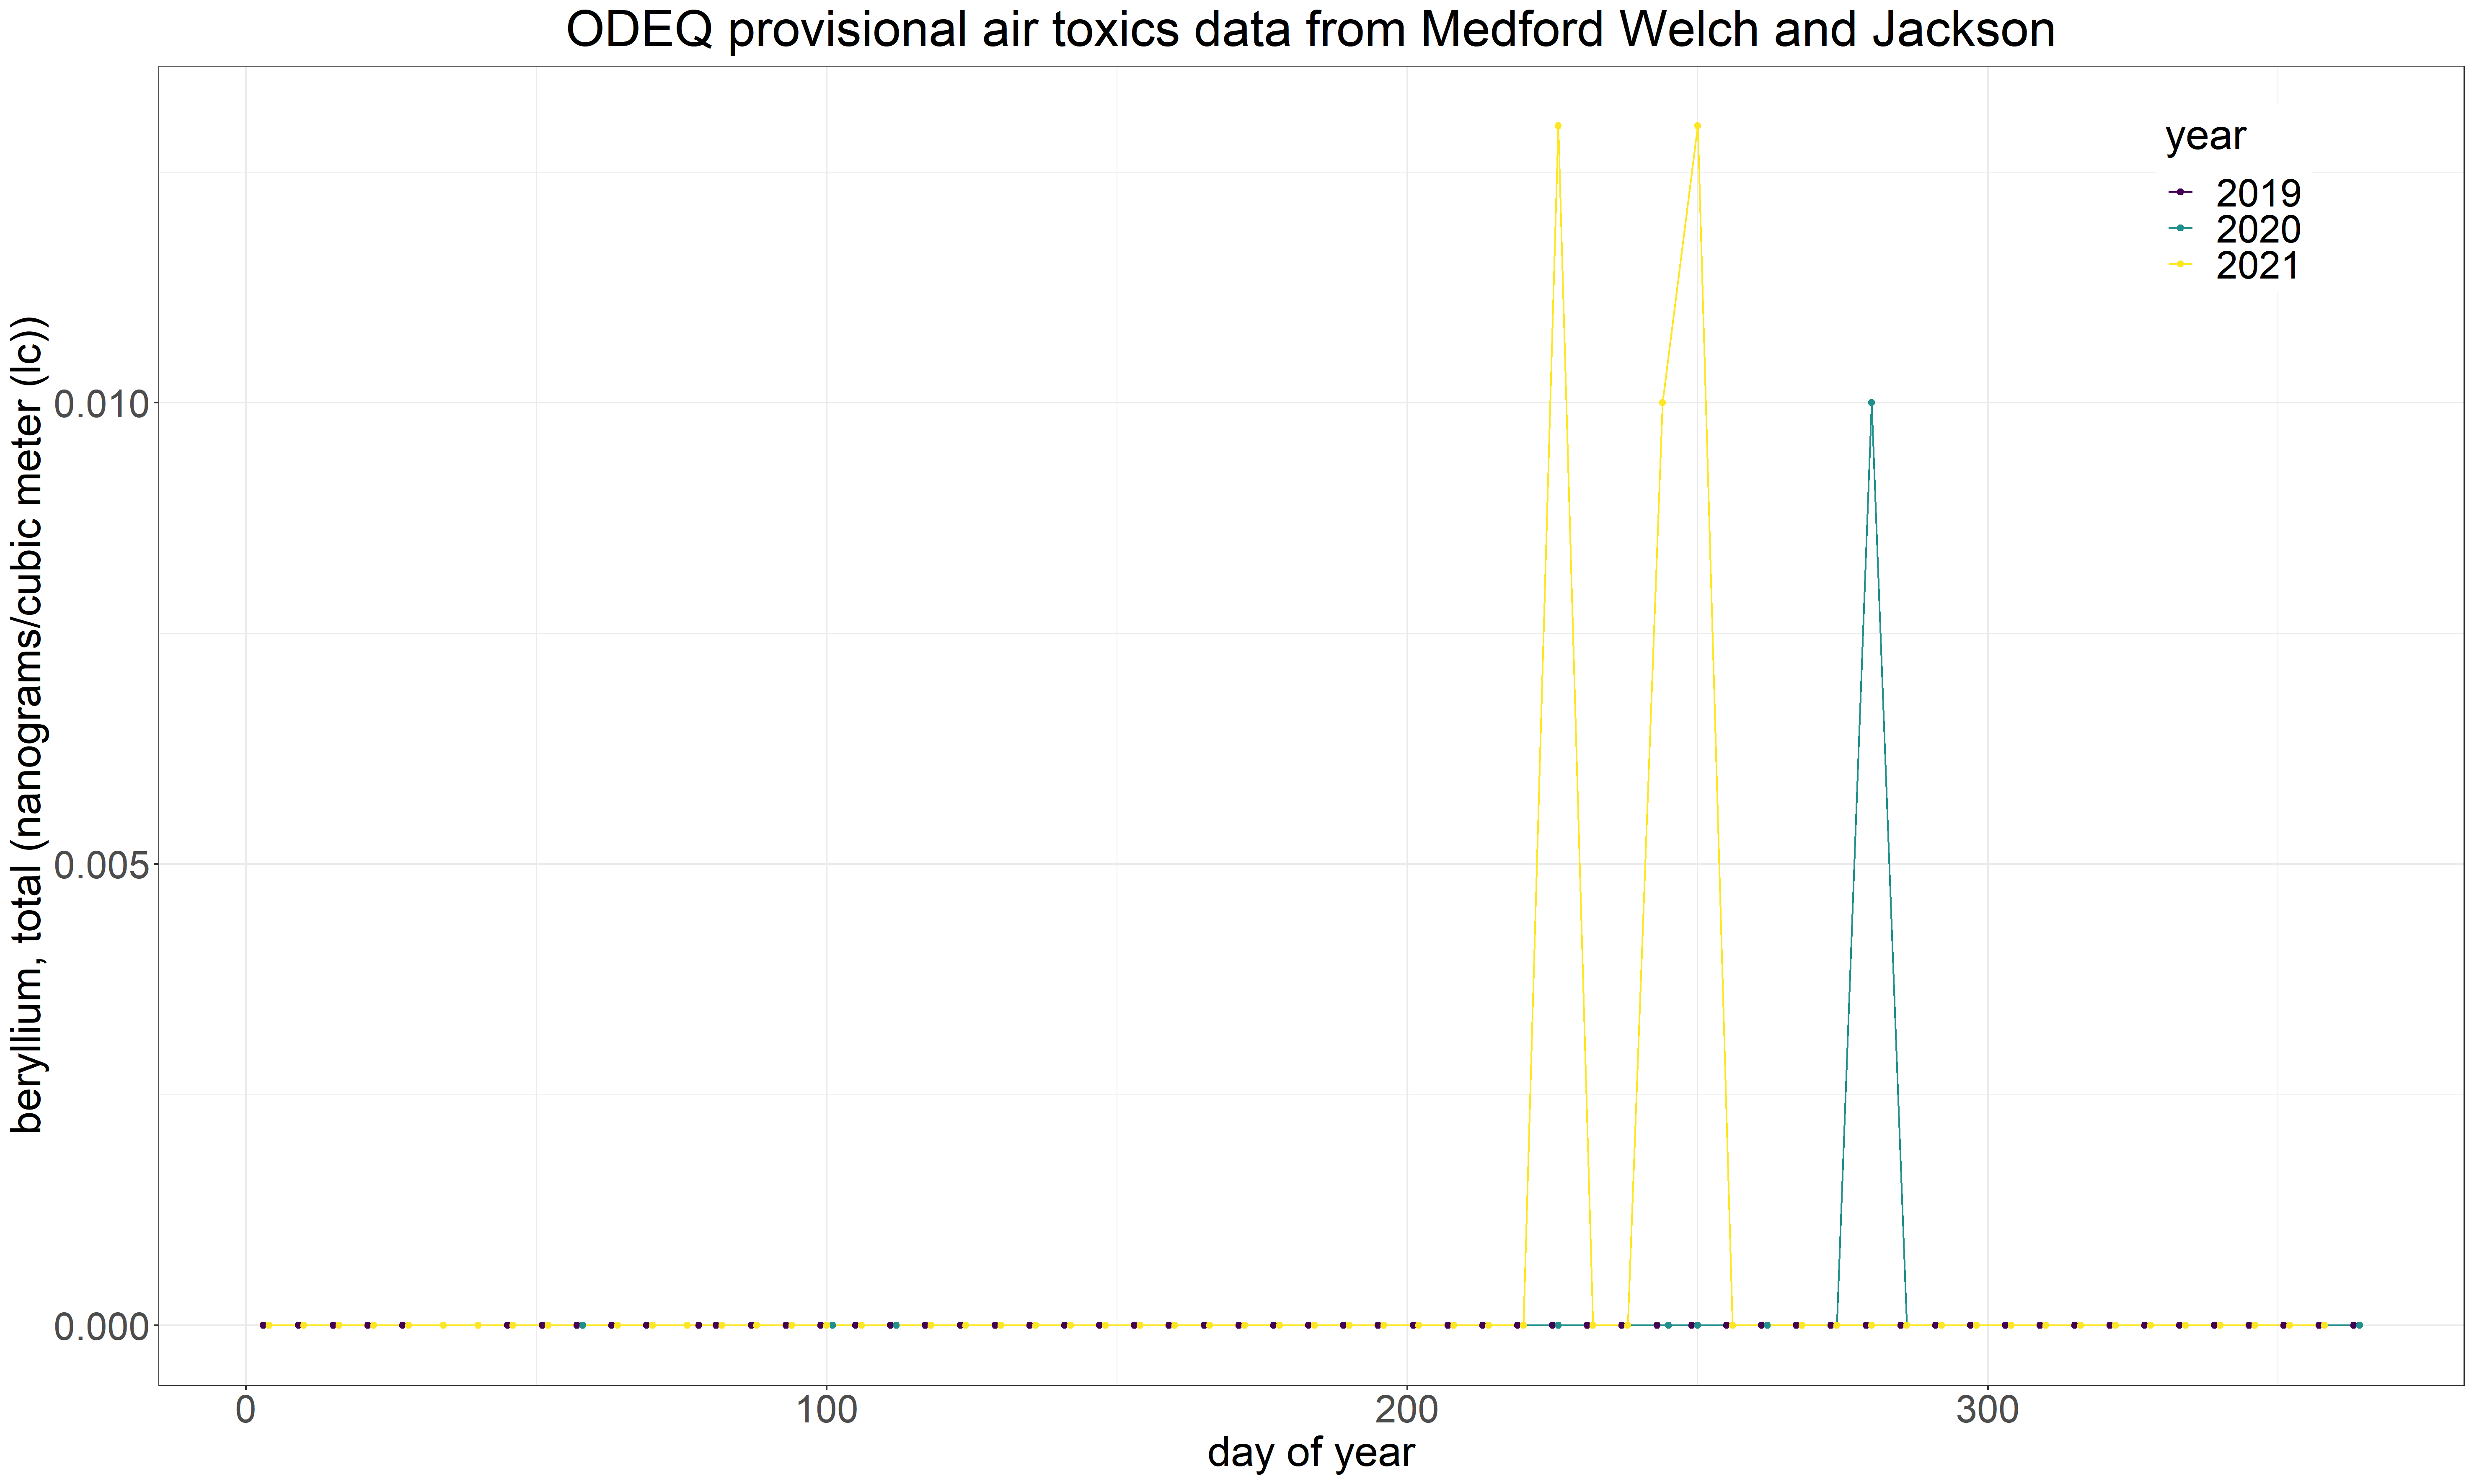 ODEQ provisional air toxics data from Medford Welch and Jackson
year
2019
2020
2021
beryllium, total (nanograms/cubic meter (lc))
0.010
0.005
0.000
0
100
200
300
day of year